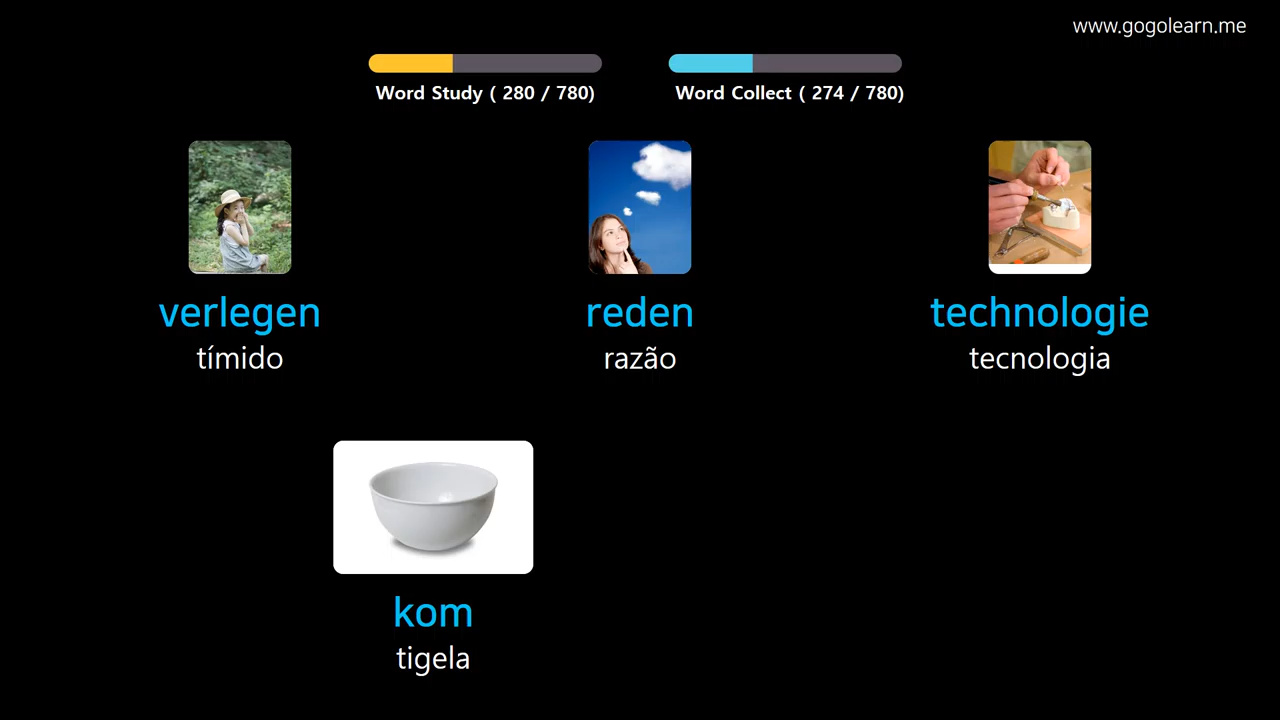 www.gogolearn.me
Word Study ( 280 / 780)
Word Collect ( 274 / 780)
verlegen
tímido
reden
razão
technologie
tecnologia
kom
tigela